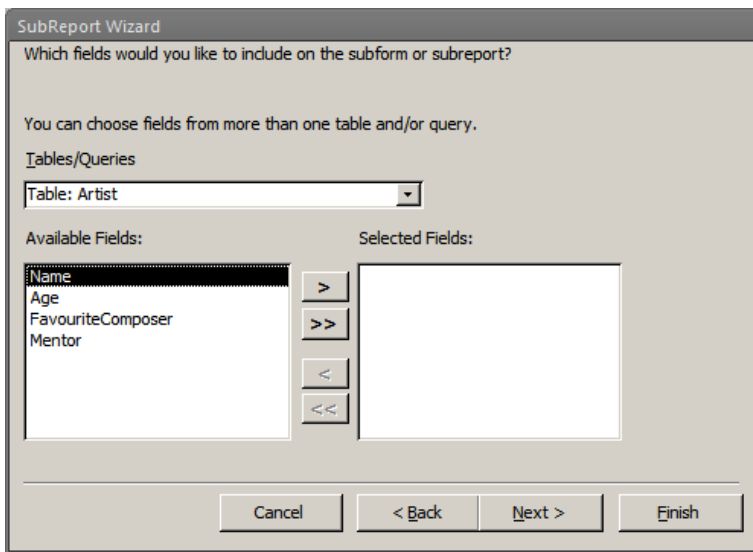 SubReport Wizard
Which fields would you like to include on the subform or subreport?
You can choose fields from more than one table and/or query.
Tables/Queries
Table: Artist
Available Fields:
Selected Fields:
Name
Age
FavouriteComposer
Mentor
>
>>
<
<<
Cancel
< Back
Next >
Finish